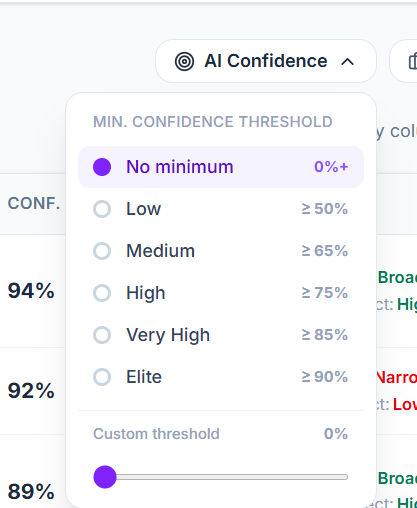 AI Confidence
MIN. CONFIDENCE THRESHOLD
No minimum 0%+
Low ≥ 50%
Medium ≥ 65%
High ≥ 75%
Very High ≥ 85%
Elite ≥ 90%
Custom threshold 0%
CONF.
94%
92%
89%